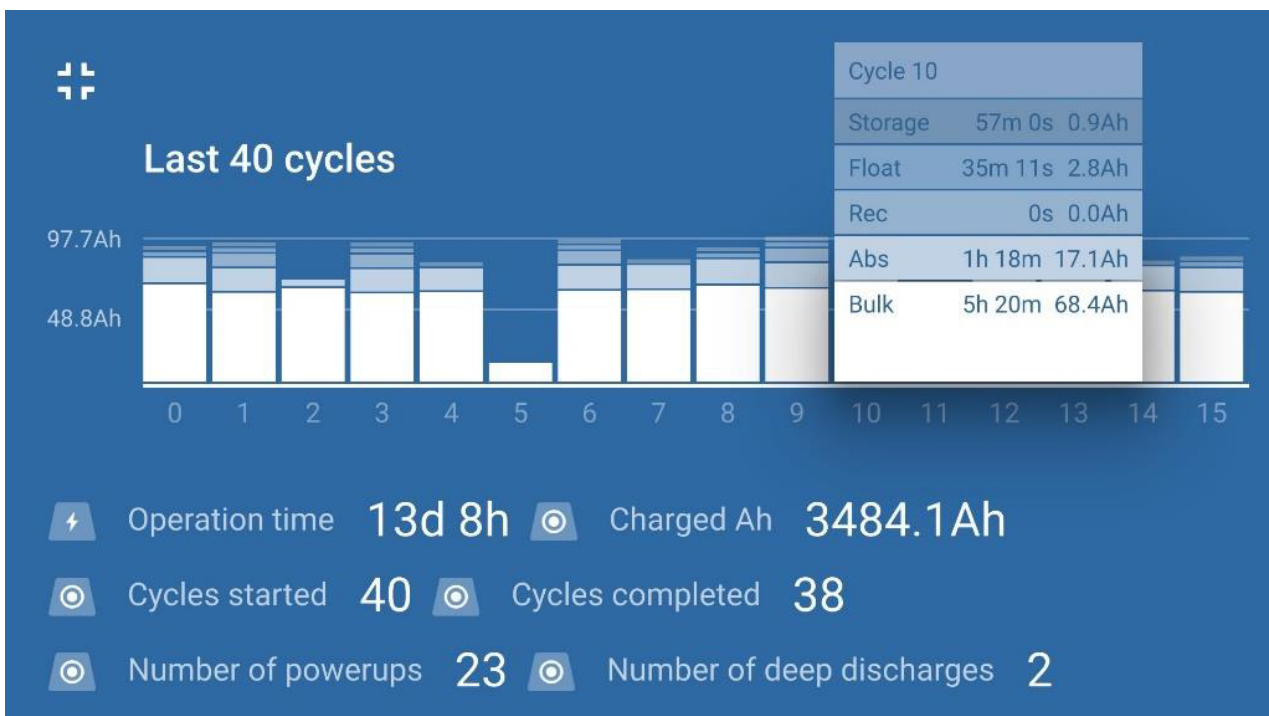 Cycle 10
Storage 57m 0s 0.9Ah
Last 40 cycles
Float 35m 11s 2.8Ah
Rec 0s 0.0Ah
97.7Ah
Abs 1h 18m 17.1Ah
Bulk 5h 20m 68.4Ah
48.8Ah
0 1 2 3 4 5 6 7 8 9 10 11 12 13 14 15
Operation time 13d 8h Charged Ah 3484.1Ah
Cycles started 40 Cycles completed 38
Number of powerups 23 Number of deep discharges 2